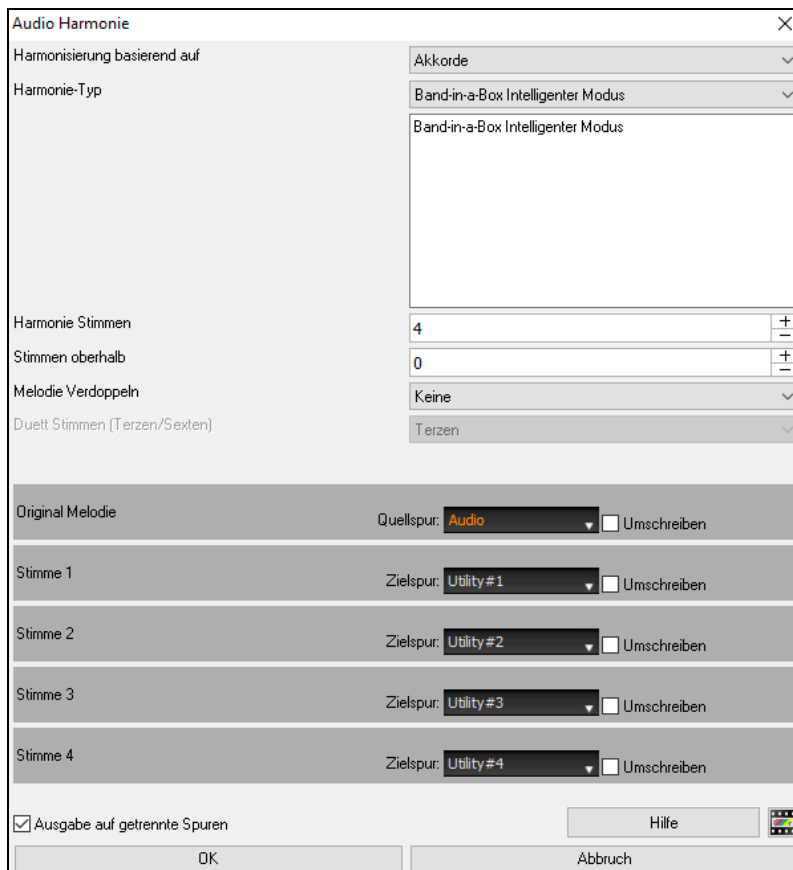 Audio Harmonie
Harmonisierung basierend auf Akkorde
Harmonie-Typ Band-in-a-Box Intelligenter Modus
Band-in-a-Box Intelligenter Modus
Harmonie Stimmen 4
Stimmen oberhalb 0
Melodie Verdoppeln Keine
Duett Stimmen (Terzen/Sexten) Terzen
Original Melodie Quellspur: Audio Umschreiben
Stimme 1 Zielspur: Utility#1 Umschreiben
Stimme 2 Zielspur: Utility#2 Umschreiben
Stimme 3 Zielspur: Utility#3 Umschreiben
Stimme 4 Zielspur: Utility#4 Umschreiben
Ausgabe auf getrennte Spuren Hilfe
OK Abbruch